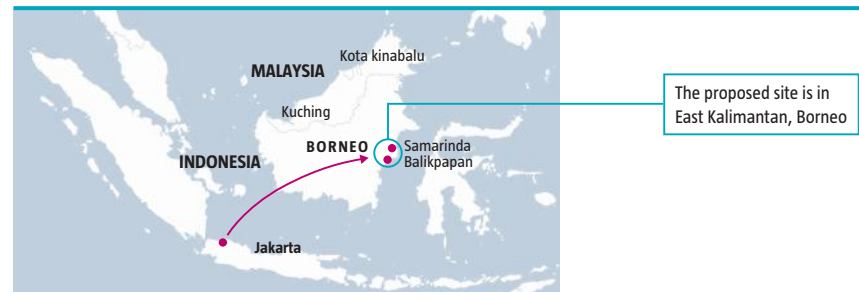 Kota kinabalu
MALAYSIA
Kuching
BORNEO
Samarinda
Balikpapan
INDONESIA
Jakarta
The proposed site is in
East Kalimantan, Borneo